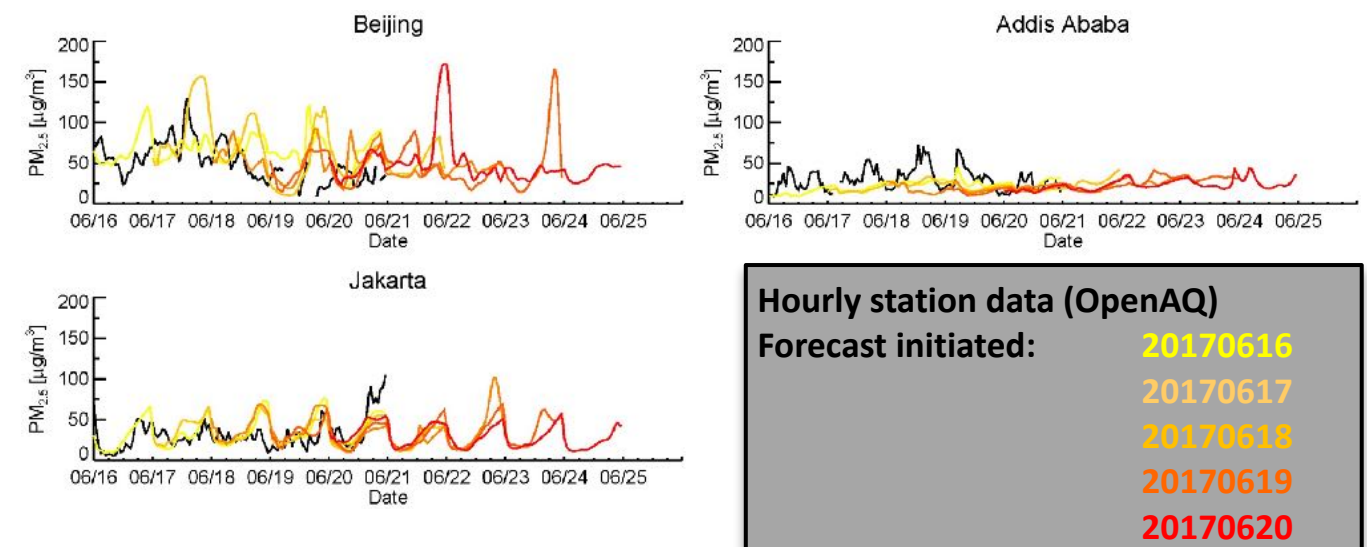 Beijing
200
150
100
50
0
PM2.5 [µg/m3]
06/16 06/17 06/18 06/19 06/20 06/21 06/22 06/23 06/24 06/25
Date
Addis Ababa
200
150
100
50
0
PM2.5 [µg/m3]
06/16 06/17 06/18 06/19 06/20 06/21 06/22 06/23 06/24 06/25
Date
Jakarta
200
150
100
50
0
PM2.5 [µg/m3]
06/16 06/17 06/18 06/19 06/20 06/21 06/22 06/23 06/24 06/25
Date
Hourly station data (OpenAQ)
Forecast initiated: 20170616
20170617
20170618
20170619
20170620